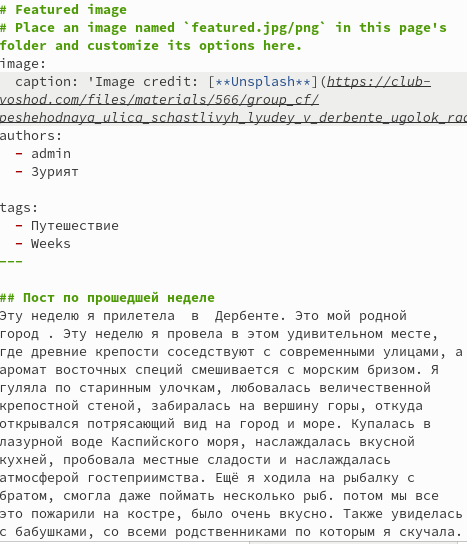 # Featured image
# Place an image named `featured.jpg/png` in this page's
folder and customize its options here.
image:
caption: 'Image credit: [**Unsplash**](https://club-
voshod.com/files/materials/566/group_cf/
peshehodnaya_ulica_schastlivyh_lyudey_v_derbente_ugolok_rad
authors:
- admin
- Зурият
tags:
- Путешествие
- Weeks
---
## Пост по прошедшей неделе
Эту неделю я прилетела  в  Дербенте. Это мой родной
город . Эту неделю я провела в этом удивительном месте,
где древние крепости соседствуют с современными улицами, а
аромат восточных специй смешивается с морским бризом. Я
гуляла по старинным улочкам, любовалась величественной
крепостной стеной, забиралась на вершину горы, откуда
открывался потрясающий вид на город и море. Купалась в
лазурной воде Каспийского моря, наслаждалась вкусной
кухней, пробовала местные сладости и наслаждалась
атмосферой гостеприимства. Ещё я ходила на рыбалку с
братом, смогла даже поймать несколько рыб. потом мы все
это пожарили на костре, было очень вкусно. Также увиделась
с бабушками, со всеми родственниками по которым я скучала.